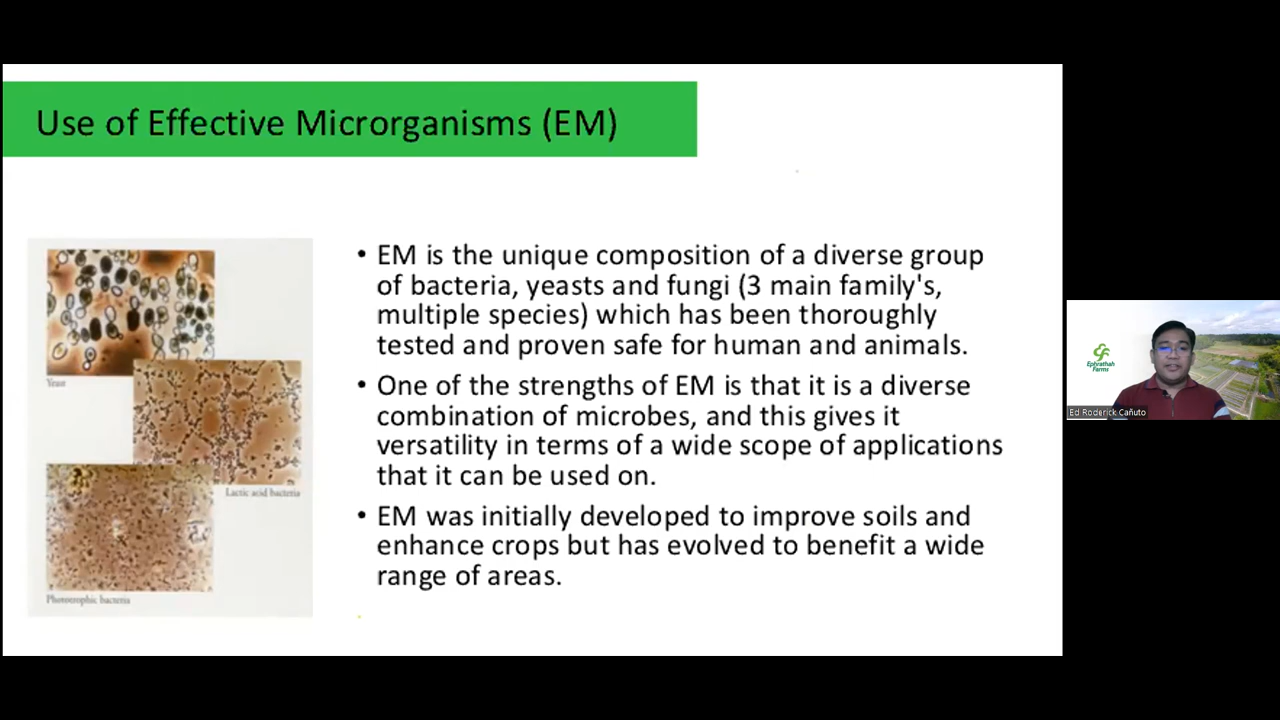 Use of Effective Microrganisms (EM)
• EM is the unique composition of a diverse group
of bacteria, yeasts and fungi (3 main family's,
multiple species) which has been thoroughly
tested and proven safe for human and animals.
• One of the strengths of EM is that it is a diverse
combination of microbes, and this gives it
versatility in terms of a wide scope of applications
that it can be used on.
• EM was initially developed to improve soils and
enhance crops but has evolved to benefit a wide
range of areas.
Yeast
Lactic acid bacteria
Phototrophic bacteria
Ephrathah
Farms
Ed Roderick Cañuto